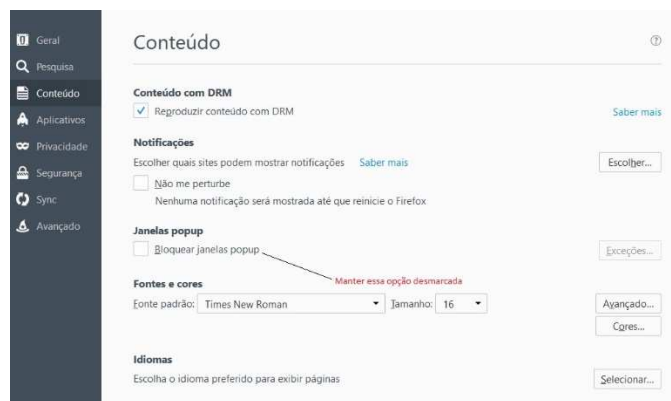 Geral
Pesquisa
Conteúdo
Aplicativos
Privacidade
Segurança
Sync
Avançado
Conteúdo
?
Conteúdo com DRM
Reproduzir conteúdo com DRM Saber mais
Notificações
Escolher quais sites podem mostrar notificações Saber mais Escolher...
Não me perturbe
Nenhuma notificação será mostrada até que reinicie o Firefox
Janelas popup
Bloquear janelas popup Exceções...
Manter essa opção desmarcada
Fontes e cores
Fonte padrão: Times New Roman Tamanho: 16 Avançado...
Cores...
Idiomas
Escolha o idioma preferido para exibir páginas Selecionar...